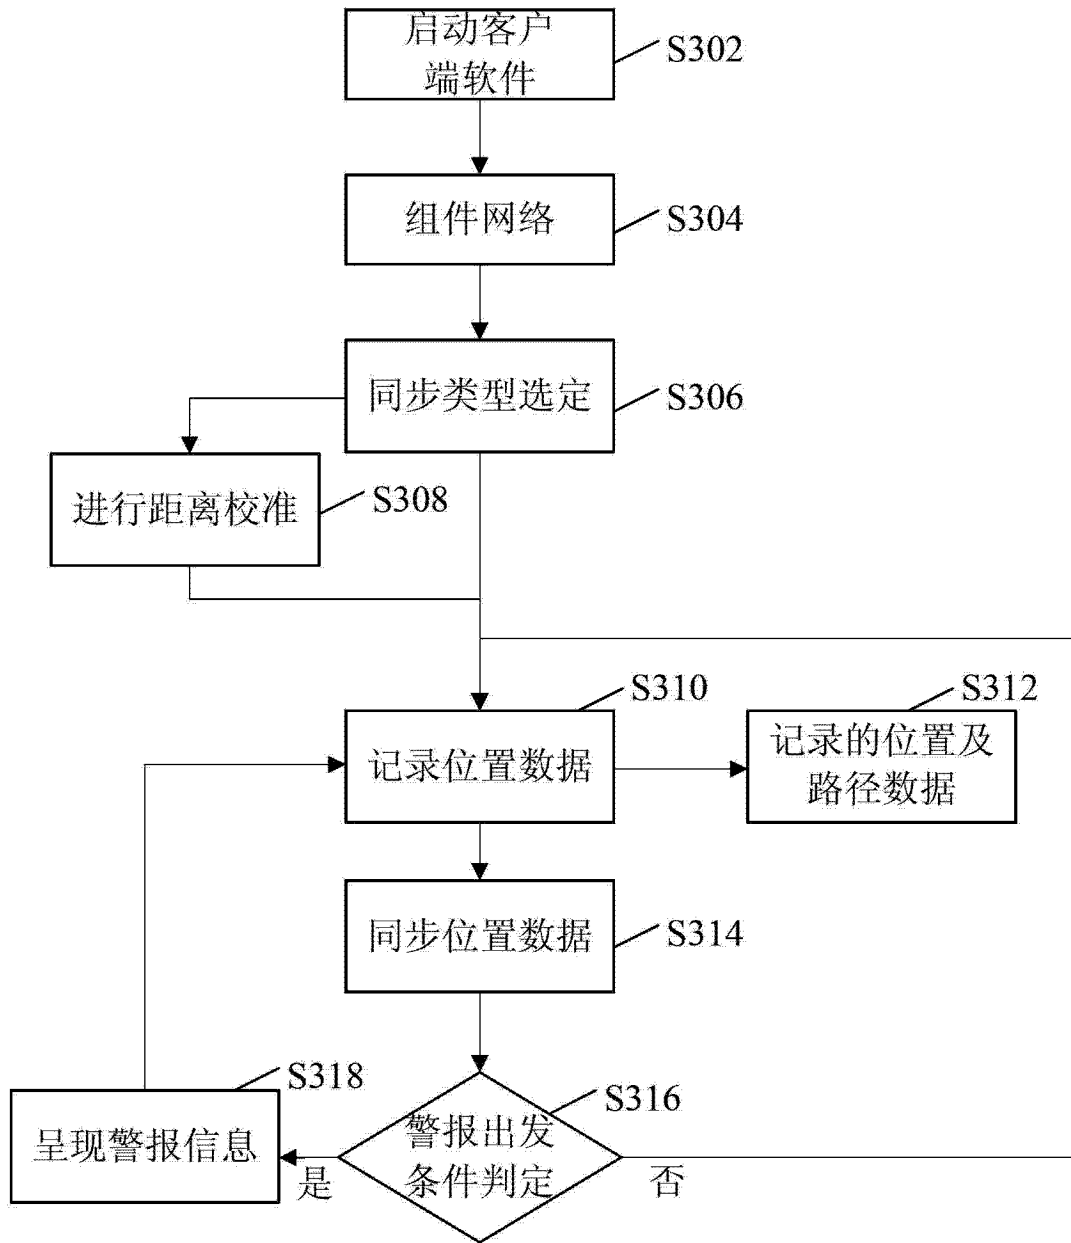 启动客户
端软件
S302
组件网络
S304
同步类型选定
S306
进行距离校准
S308
S310
S312
记录位置数据
记录的位置及
路径数据
同步位置数据
S314
S318
S316
呈现警报信息
警报出发
条件判定
是
否